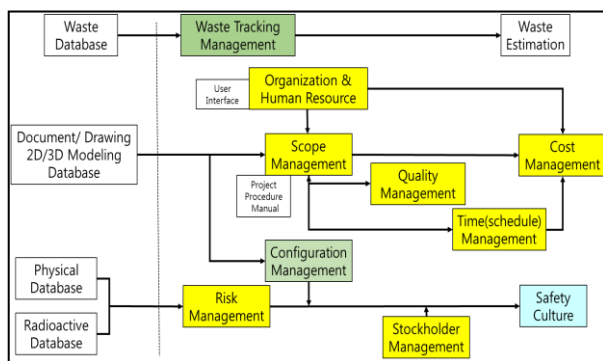 Waste
Database
Waste Tracking
Management
Waste
Estimation
User
Interface
Organization &
Human Resource
Document/ Drawing
2D/3D Modeling
Database
Scope
Management
Cost
Management
Project
Procedure
Manual
Quality
Management
Time(schedule)
Management
Configuration
Management
Physical
Database
Radioactive
Database
Risk
Management
Stockholder
Management
Safety
Culture